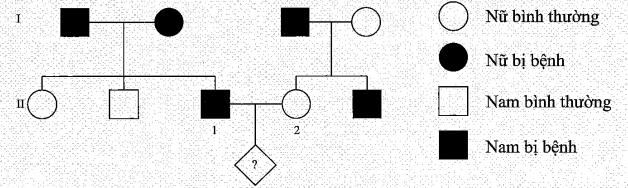 I
Nữ bình thường
Nữ bị bệnh
II
Nam bình thường
1
2
Nam bị bệnh
?